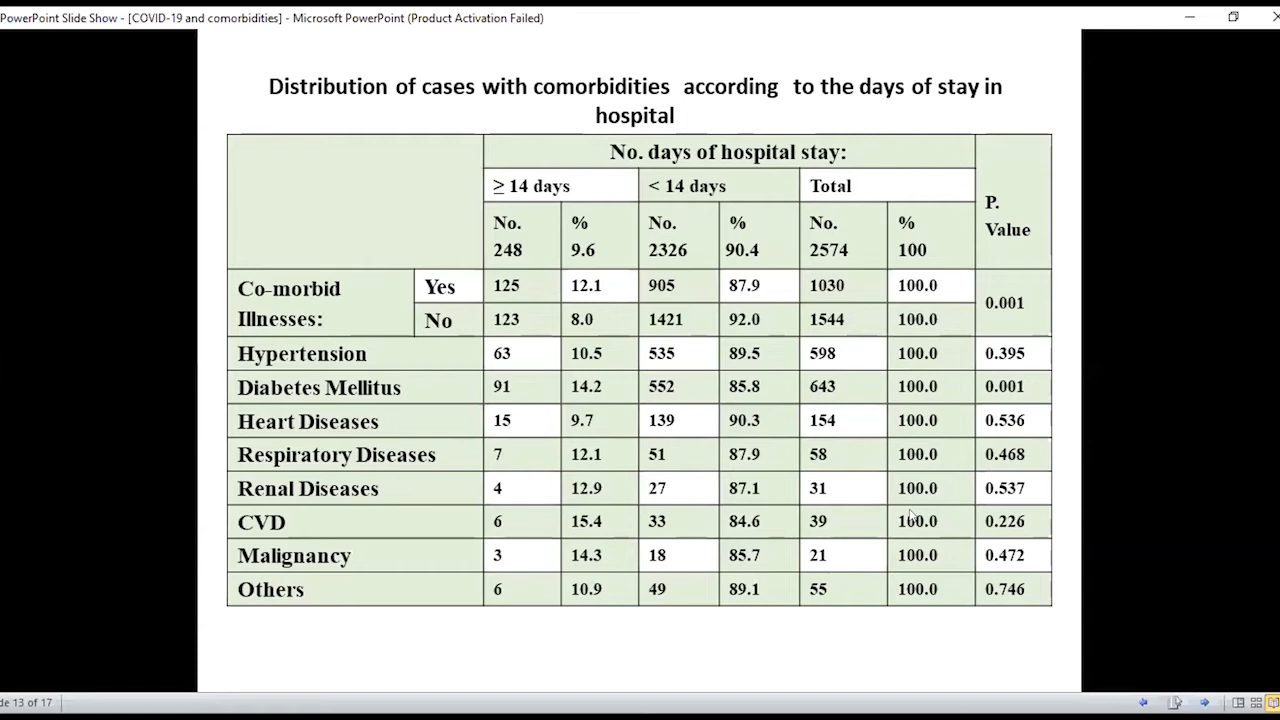 PowerPoint Slide Show - [COVID-19 and comorbidities] - Microsoft PowerPoint (Product Activation Failed)
Distribution of cases with comorbidities according to the days of stay in
hospital
No. days of hospital stay:
P.
Value
≥ 14 days < 14 days Total
No. % No. % No. %
248 9.6 2326 90.4 2574 100
Co-morbid
Illnesses:
Yes 125 12.1 905 87.9 1030 100.0 0.001
No 123 8.0 1421 92.0 1544 100.0
Hypertension 63 10.5 535 89.5 598 100.0 0.395
Diabetes Mellitus 91 14.2 552 85.8 643 100.0 0.001
Heart Diseases 15 9.7 139 90.3 154 100.0 0.536
Respiratory Diseases 7 12.1 51 87.9 58 100.0 0.468
Renal Diseases 4 12.9 27 87.1 31 100.0 0.537
CVD 6 15.4 33 84.6 39 100.0 0.226
Malignancy 3 14.3 18 85.7 21 100.0 0.472
Others 6 10.9 49 89.1 55 100.0 0.746
de 13 of 17